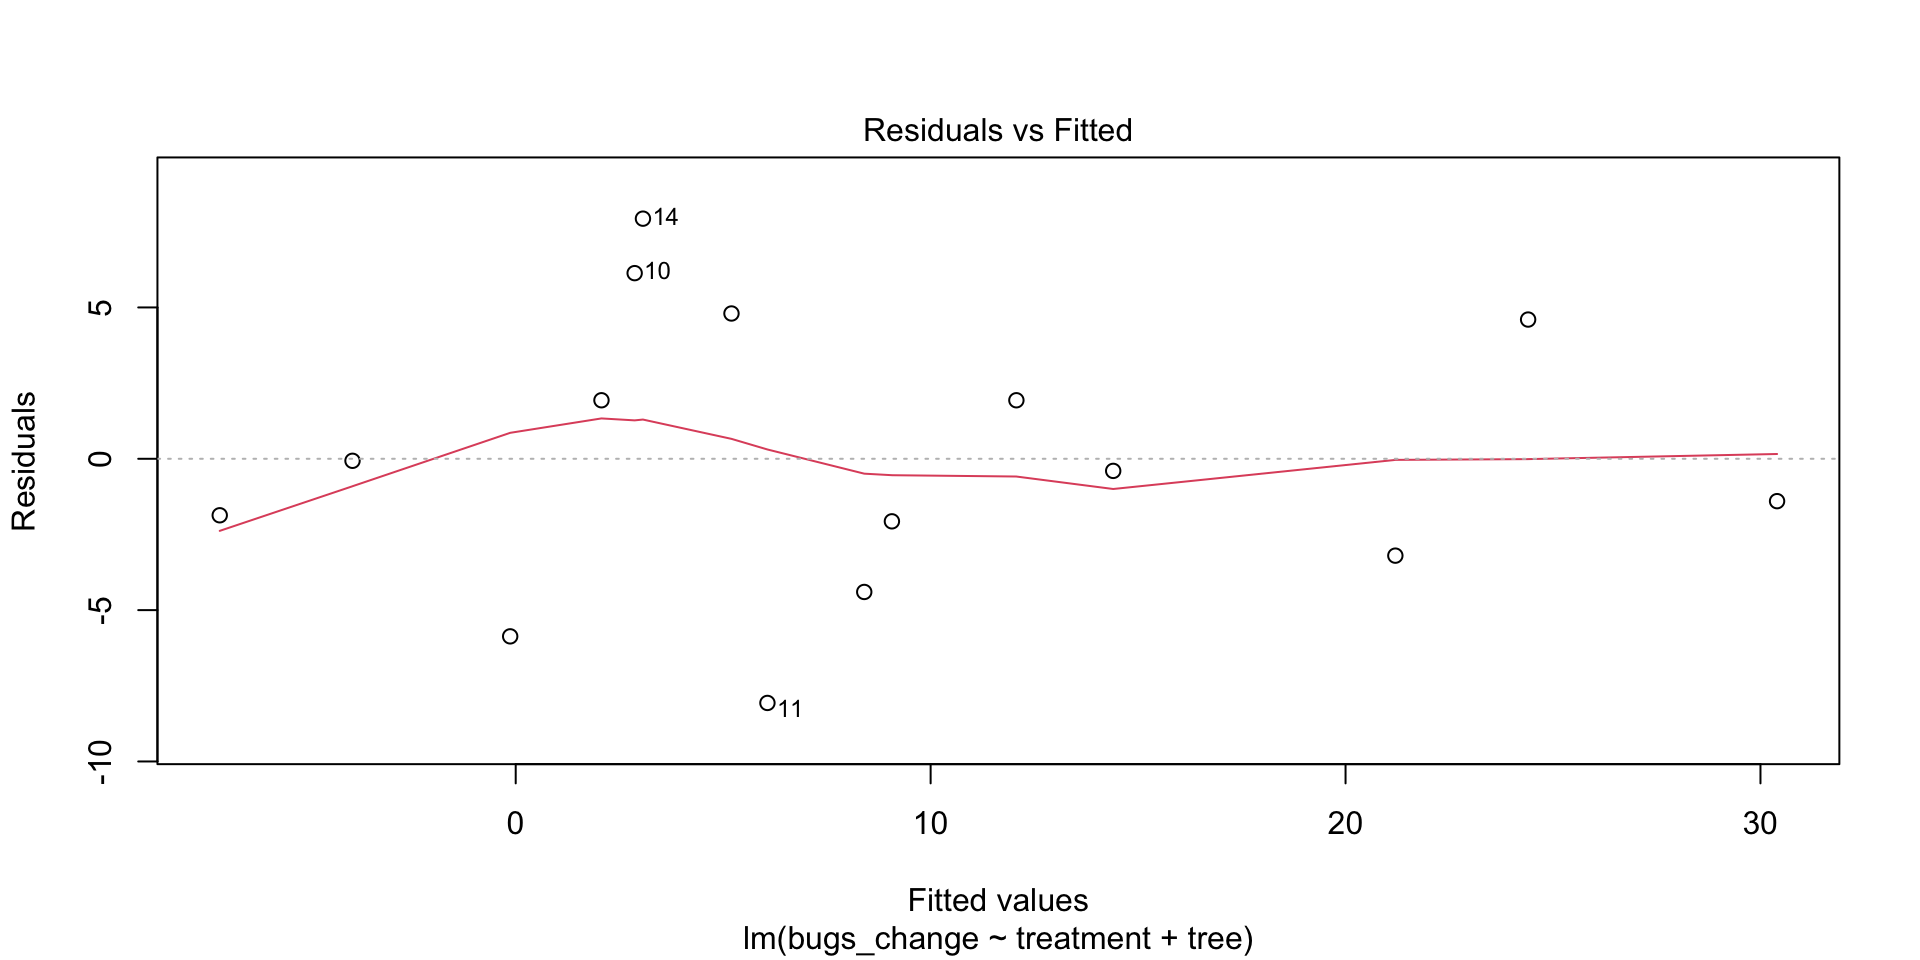 Residuals vs Fitted
14
10
11
Residuals
5
0
-5
-10
0 10 20 30
Fitted values
lm(bugs_change ~ treatment + tree)